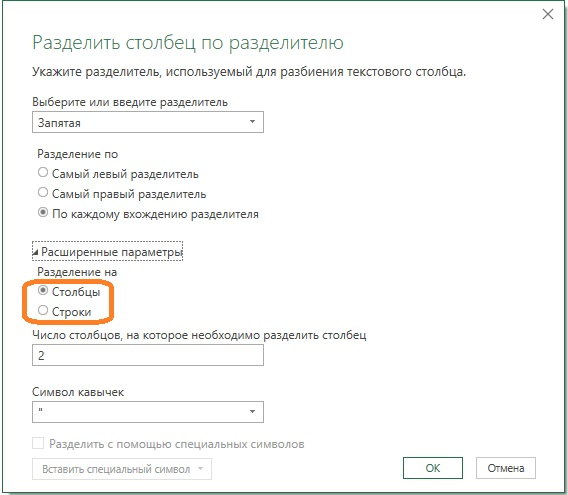 Разделить столбец по разделителю
Укажите разделитель, используемый для разбиения текстового столбца.
Выберите или введите разделитель
Запятая
Разделение по
Самый левый разделитель
Самый правый разделитель
По каждому вхождению разделителя
Расширенные параметры
Разделение на
Столбцы
Строки
Число столбцов, на которое необходимо разделить столбец
2
Символ кавычек
"
Разделить с помощью специальных символов
Вставить специальный символ
ОК
Отмена